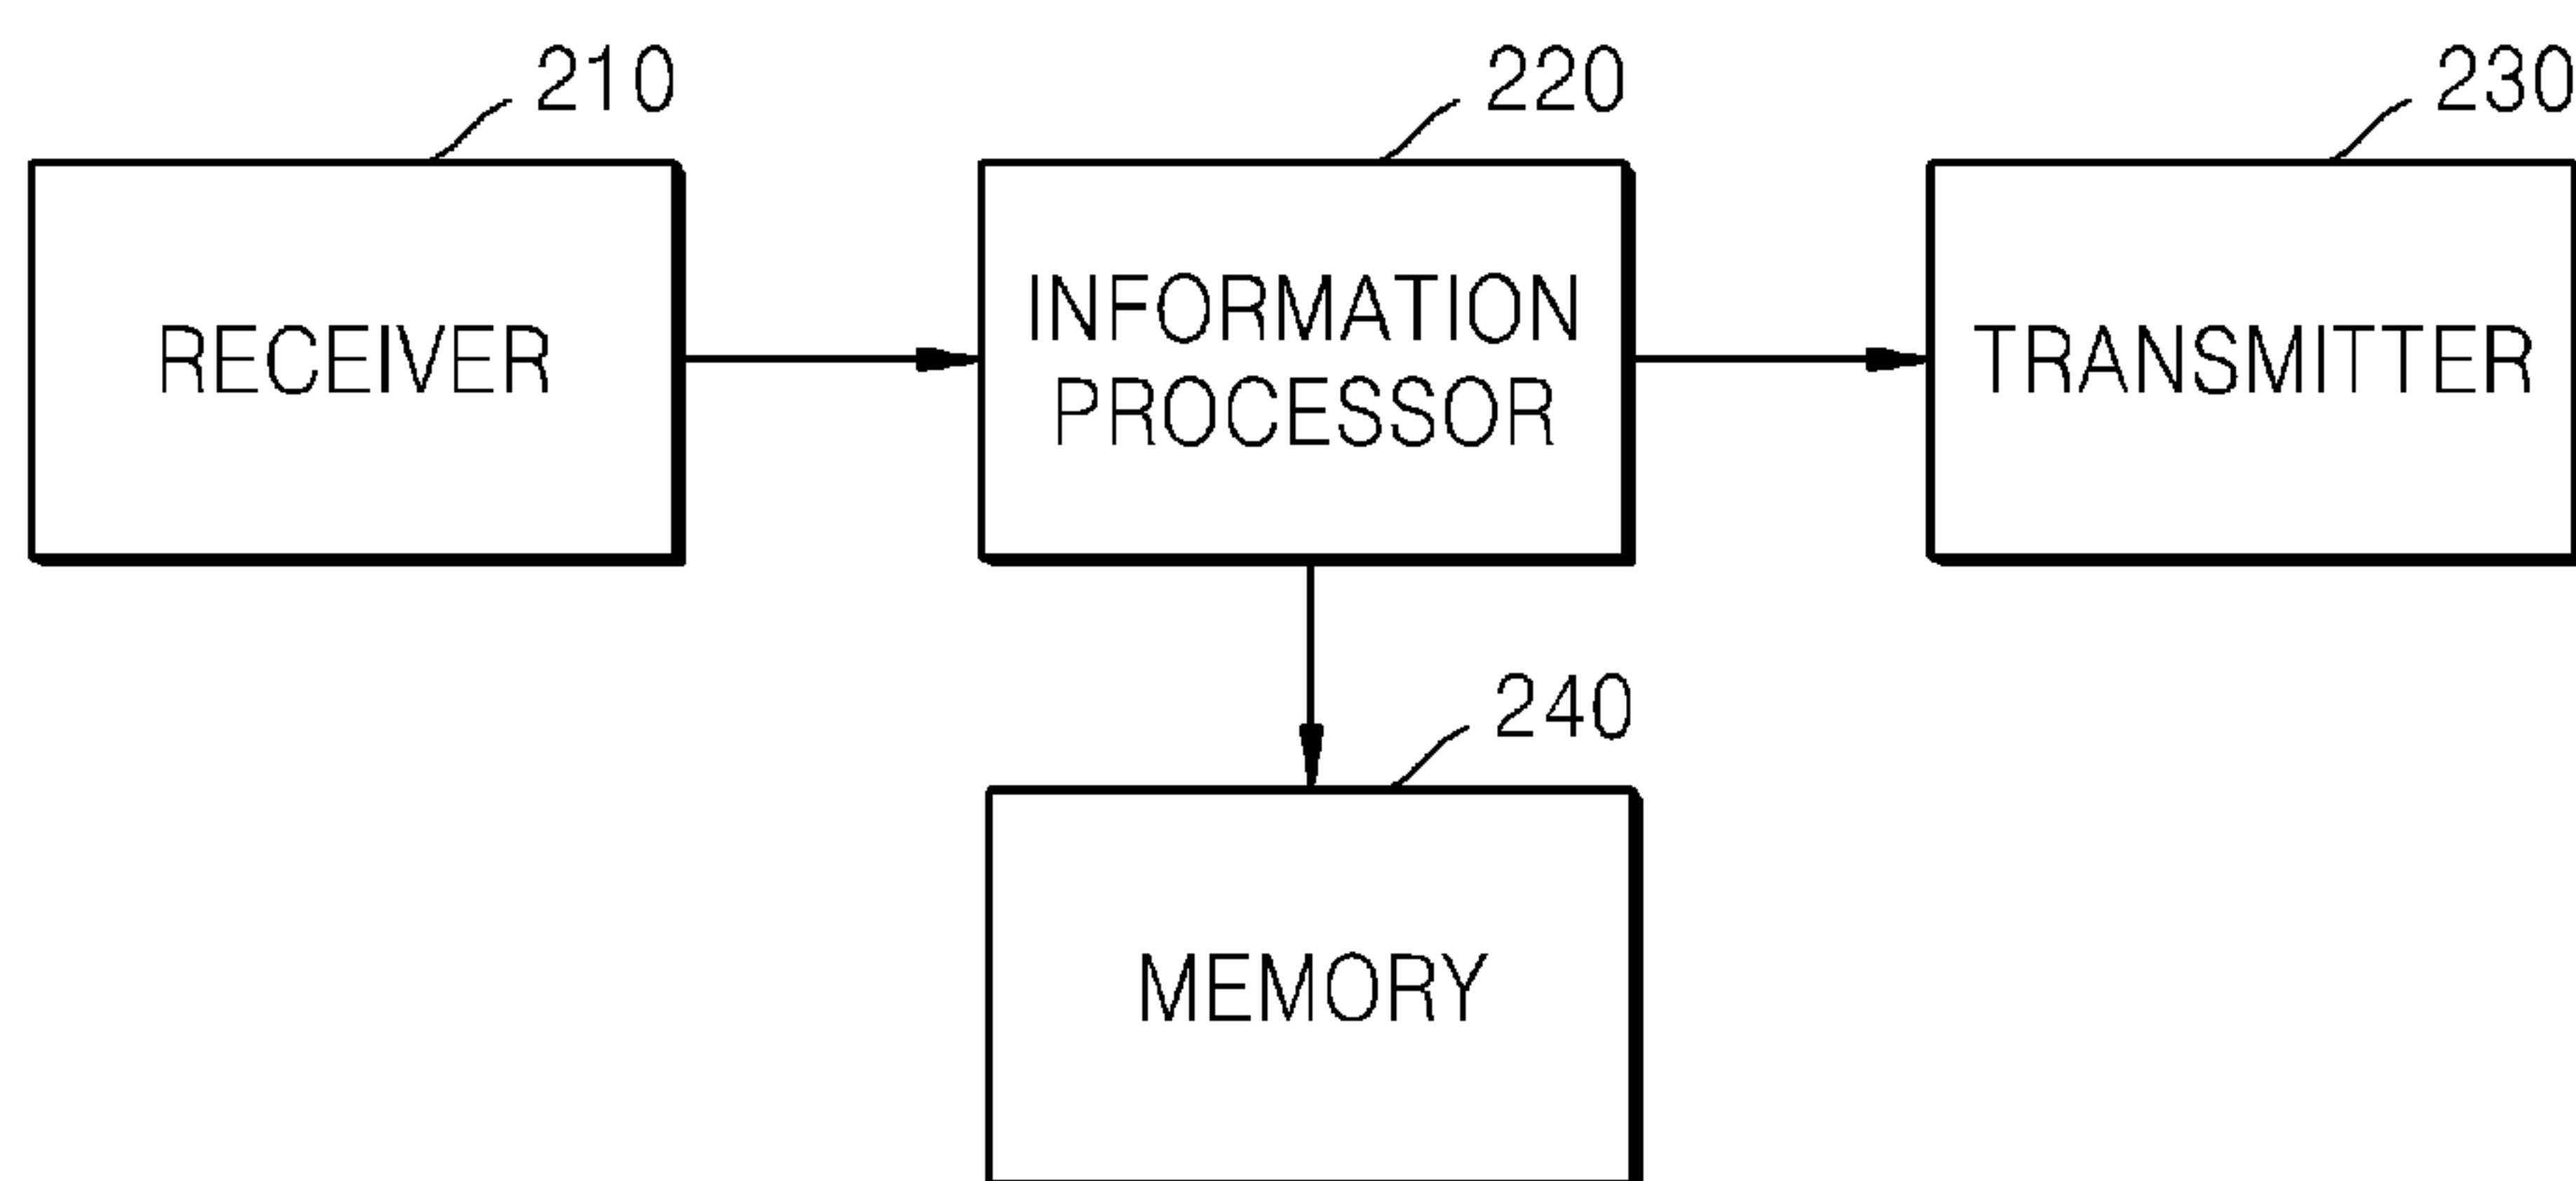 210
220
230
RECEIVER
INFORMATION
PROCESSOR
TRANSMITTER
240
MEMORY